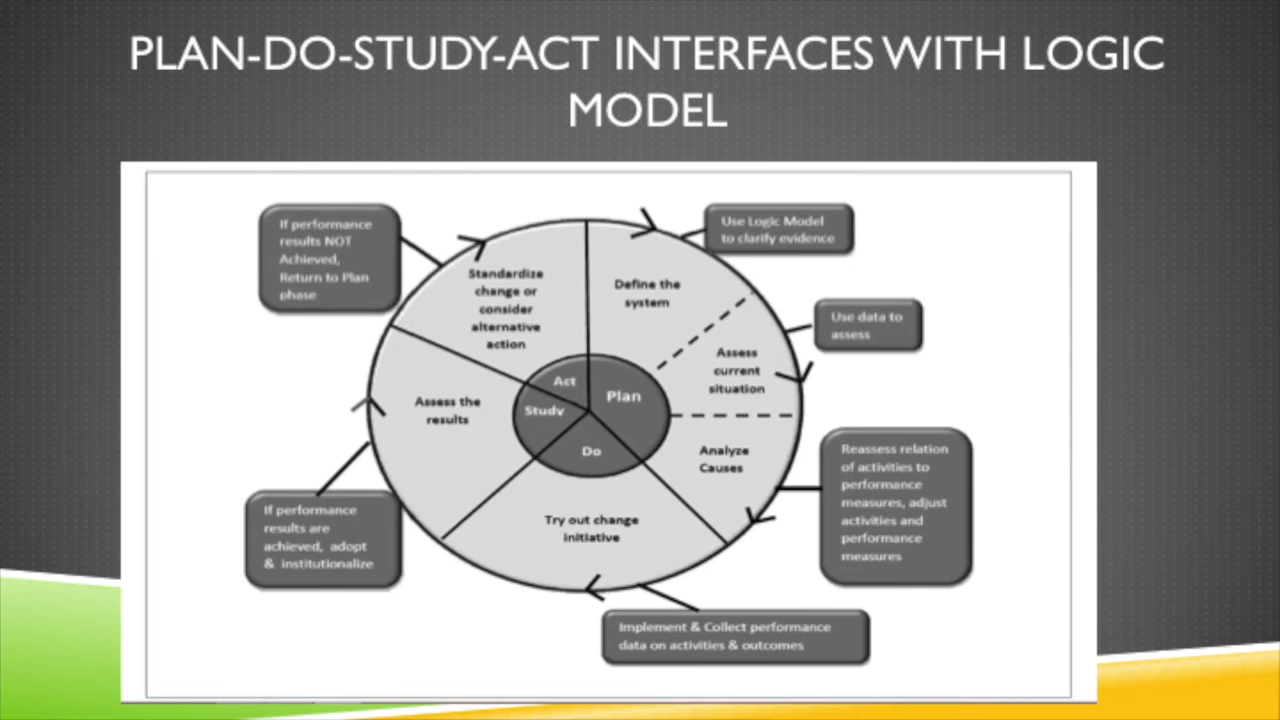 PLAN-DO-STUDY-ACT INTERFACES WITH LOGIC
MODEL
If performance
results NOT
Achieved,
Return to Plan
phase
Use Logic Model
to clarify evidence
Standardize
change or
consider
alternative
action
Define the
system
Use data to
assess
Assess
current
situation
Act
Plan
Study
Do
Assess the
results
Analyze
Causes
Reassess relation
of activities to
performance
measures, adjust
activities and
performance
measures
If performance
results are
achieved, adopt
& institutionalize
Try out change
initiative
Implement & Collect performance
data on activities & outcomes